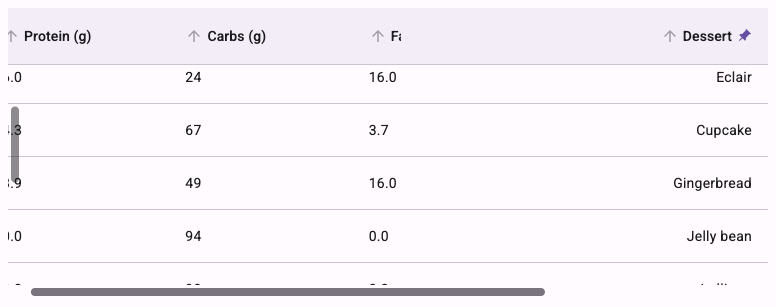 Protein (g) Carbs (g) Dessert
24 16.0 Eclair
67 3.7 Cupcake
49 16.0 Gingerbread
94 0.0 Jelly bean